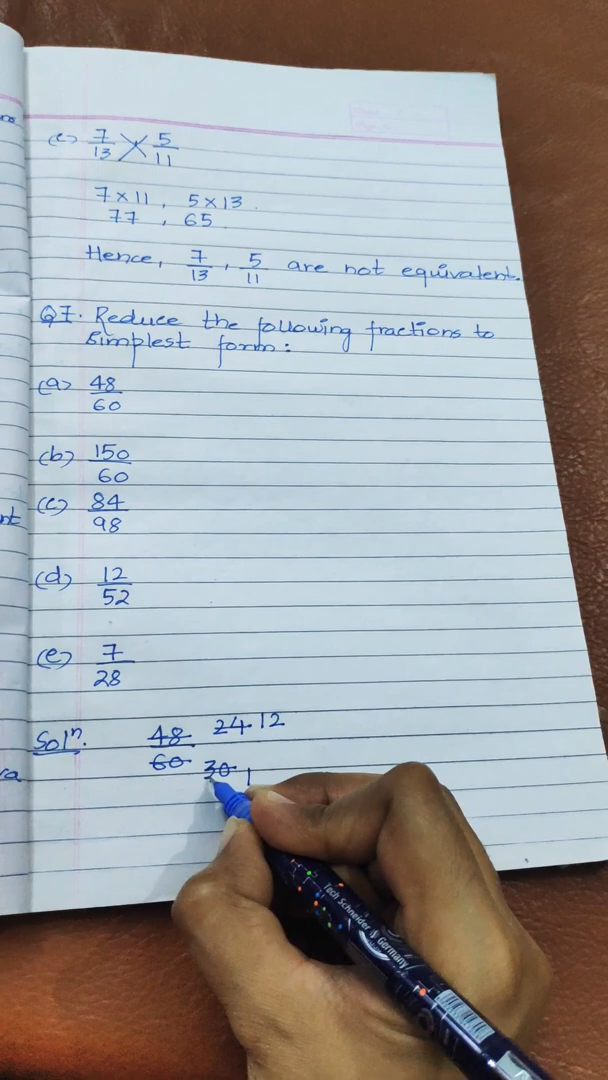 (e) 7/13 × 5/11
7×11, 5×13.
77, 65.
Hence, 7/13, 5/11 are not equivalent.
Q7. Reduce the following fractions to
simplest form:
(a) 48/60
(b) 150/60
(c) 84/98
(d) 12/52
(e) 7/28
Solⁿ. 48 24 12
60 30 1
Tech Schneider Germany